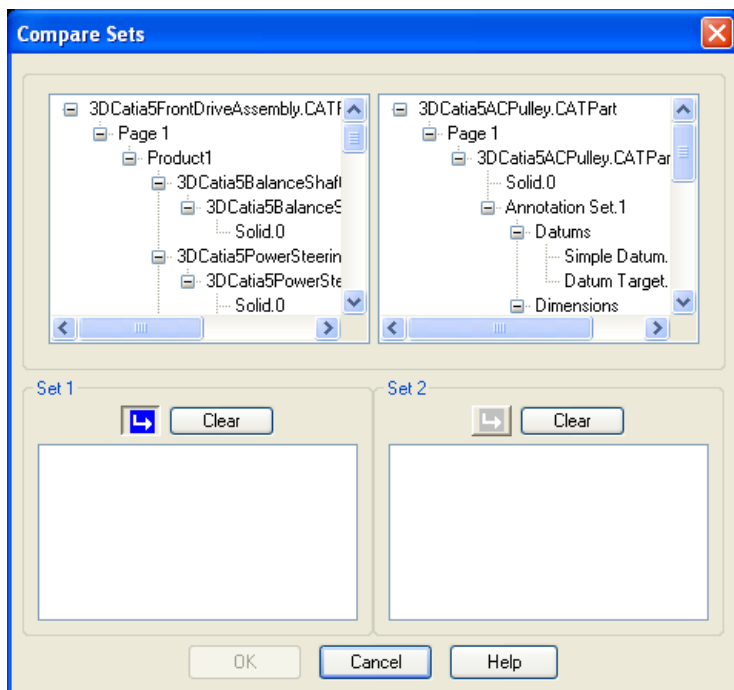 Compare Sets
3DCatia5FrontDriveAssembly.CATF
Page 1
Product1
3DCatia5BalanceShaft
3DCatia5BalanceS
Solid.0
3DCatia5PowerSteerin
3DCatia5PowerSte
Solid.0
3DCatia5ACPulley.CATPart
Page 1
3DCatia5ACPulley.CATPar
Solid.0
Annotation Set.1
Datums
Simple Datum.
Datum Target.
Dimensions
Set 1
Clear
Set 2
Clear
OK
Cancel
Help